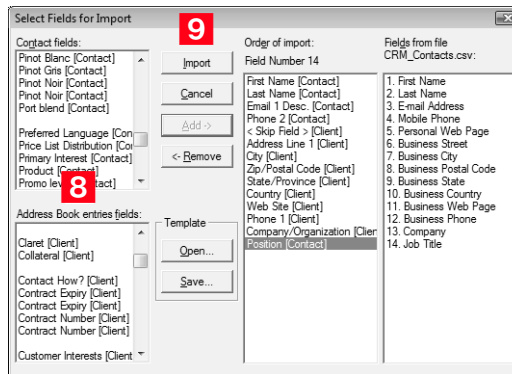 Select Fields for Import
9
Contact fields:
Pinot Blanc [Contact]
Pinot Gris [Contact]
Pinot Noir [Contact]
Pinot Noir [Contact]
Port blend [Contact]
Preferred Language [Con
Price List Distribution [Cor
Primary Interest [Contact]
Product [Contact]
Promo lev tact]
8
Address Book entries fields:
Claret [Client]
Collateral [Client]
Contact How? [Client]
Contract Expiry [Client]
Contract Expiry [Client]
Contract Number [Client]
Contract Number [Client]
Customer Interests [Client
Import
Cancel
Add ->
<- Remove
Template
Open...
Save...
Order of import:
Field Number 14
First Name [Contact]
Last Name [Contact]
Email 1 Desc. [Contact]
Phone 2 [Contact]
< Skip Field > [Client]
Address Line 1 [Client]
City [Client]
Zip/Postal Code [Client]
State/Province [Client]
Country [Client]
Web Site [Client]
Phone 1 [Client]
Company/Organization [Clien
Position [Contact]
Fields from file
CRM_Contacts.csv:
1. First Name
2. Last Name
3. E-mail Address
4. Mobile Phone
5. Personal Web Page
6. Business Street
7. Business City
8. Business Postal Code
9. Business State
10. Business Country
11. Business Web Page
12. Business Phone
13. Company
14. Job Title